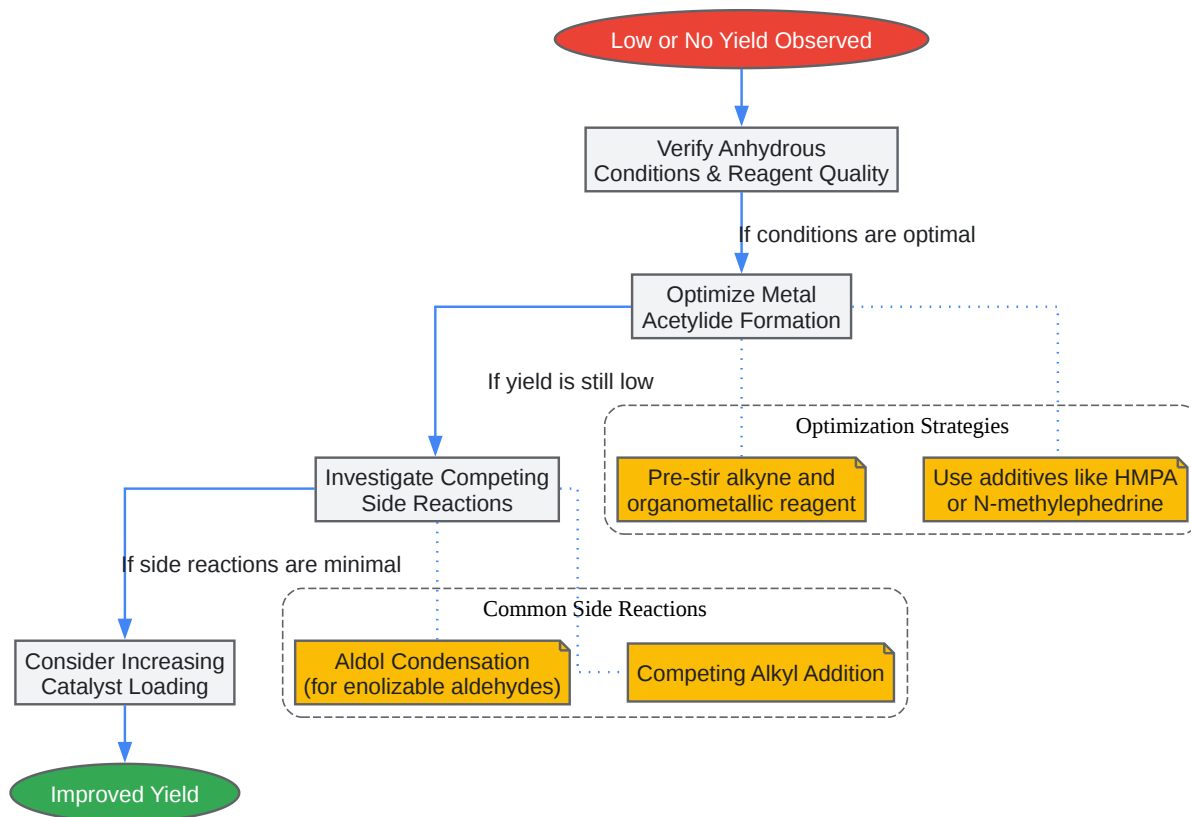 Low or No Yield Observed
Verify Anhydrous
Conditions & Reagent Quality
If conditions are optimal
Optimize Metal
Acetylide Formation
If yield is still low
Optimization Strategies
Pre-stir alkyne and
organometallic reagent
Use additives like HMPA
or N-methylephedrine
Investigate Competing
Side Reactions
If side reactions are minimal
Common Side Reactions
Aldol Condensation
(for enolizable aldehydes)
Competing Alkyl Addition
Consider Increasing
Catalyst Loading
Improved Yield